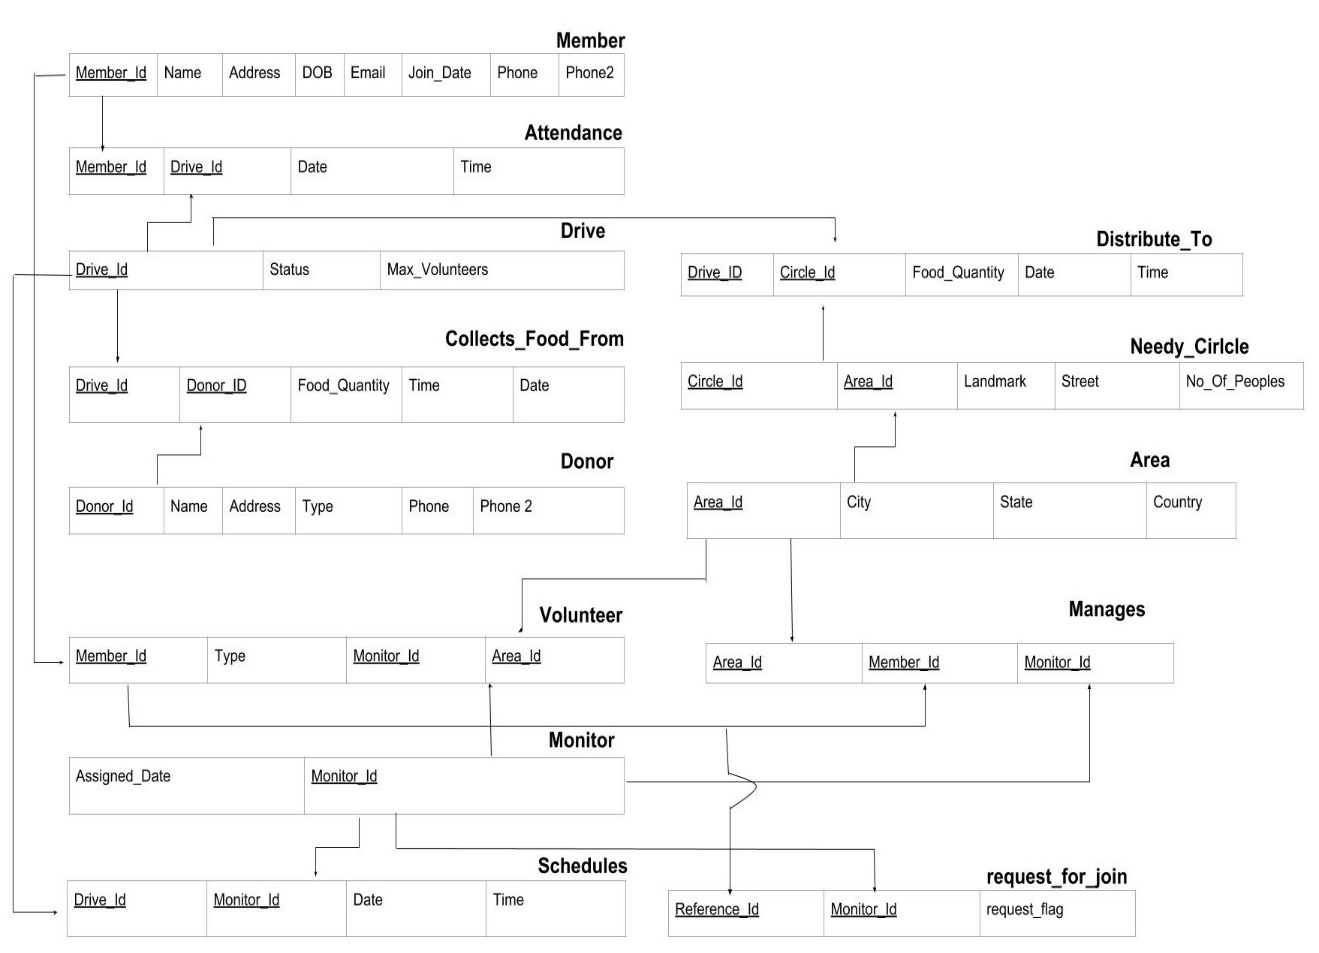 Member
Member_Id Name Address DOB Email Join_Date Phone Phone2
Attendance
Member_Id Drive_Id Date Time
Drive
Drive_Id Status Max_Volunteers
Collects_Food_From
Drive_Id Donor_ID Food_Quantity Time Date
Donor
Donor_Id Name Address Type Phone Phone 2
Distribute_To
Drive_ID Circle_Id Food_Quantity Date Time
Needy_Cirlcle
Circle_Id Area_Id Landmark Street No_Of_Peoples
Area
Area_Id City State Country
Volunteer
Member_Id Type Monitor_Id Area_Id
Manages
Area_Id Member_Id Monitor_Id
Monitor
Assigned_Date Monitor_Id
Schedules
Drive_Id Monitor_Id Date Time
request_for_join
Reference_Id Monitor_Id request_flag